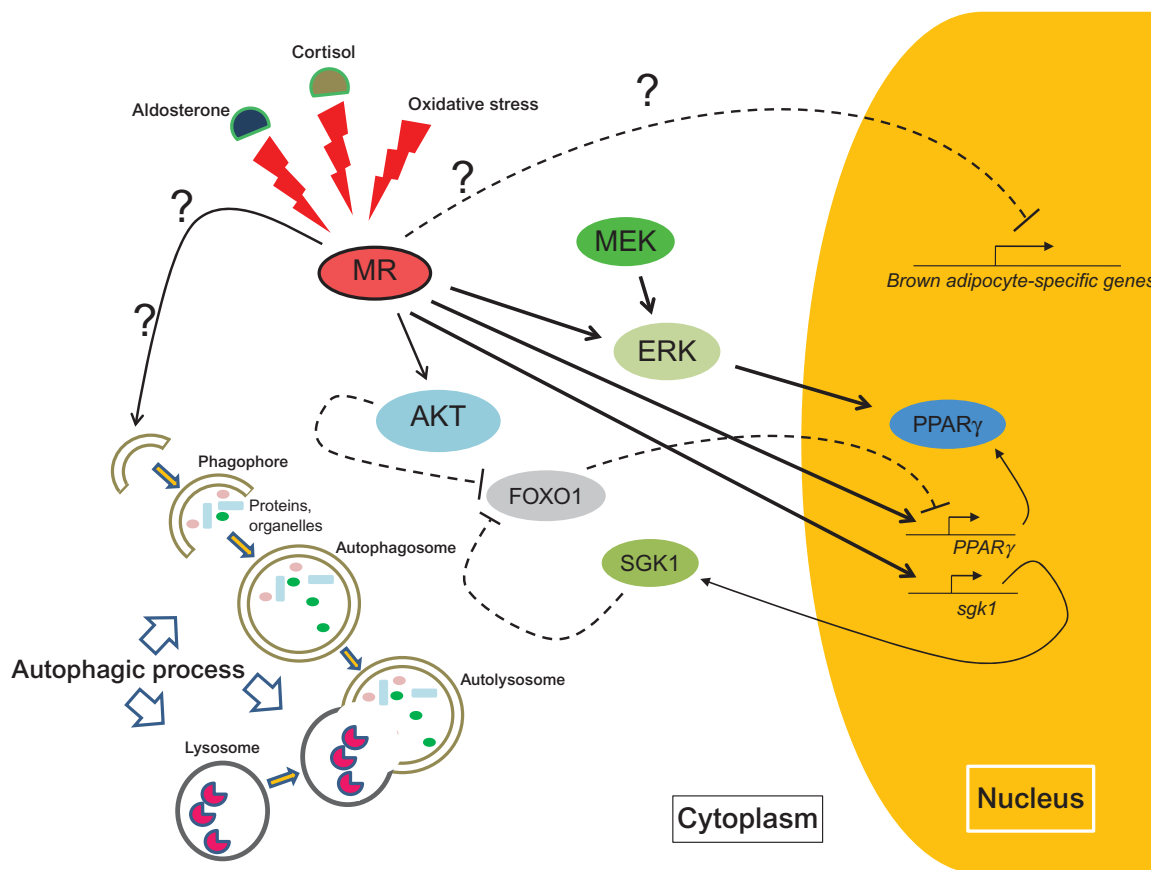 Cortisol
Aldosterone
Oxidative stress
?
?
?
?
MR
MEK
Brown adipocyte-specific genes
ERK
AKT
PPARγ
Phagophore
FOXO1
Proteins,
organelles
Autophagosome
PPARγ
SGK1
sgk1
Autophagic process
Autolysosome
Lysosome
Cytoplasm
Nucleus